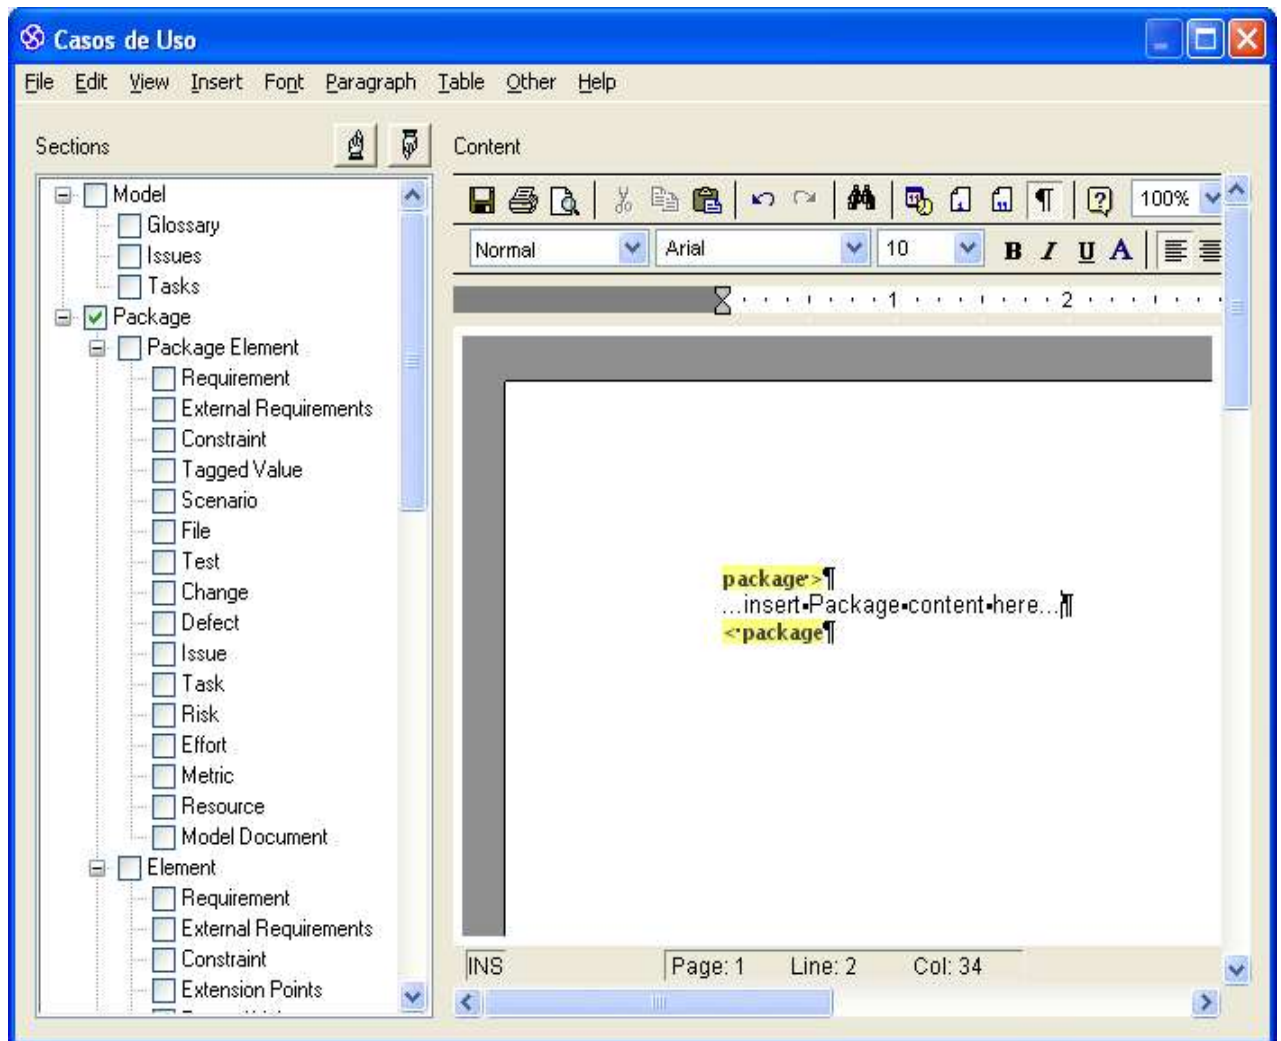 Casos de Uso
File Edit View Insert Font Paragraph Table Other Help
Sections
Content
Model
Glossary
Issues
Tasks
Package
Package Element
Requirement
External Requirements
Constraint
Tagged Value
Scenario
File
Test
Change
Defect
Issue
Task
Risk
Effort
Metric
Resource
Model Document
Element
Requirement
External Requirements
Constraint
Extension Points
100%
Normal Arial 10 B I U A
1 2
package·>¶
...insert▪Package▪content▪here...¶
<·package¶
INS Page: 1 Line: 2 Col: 34